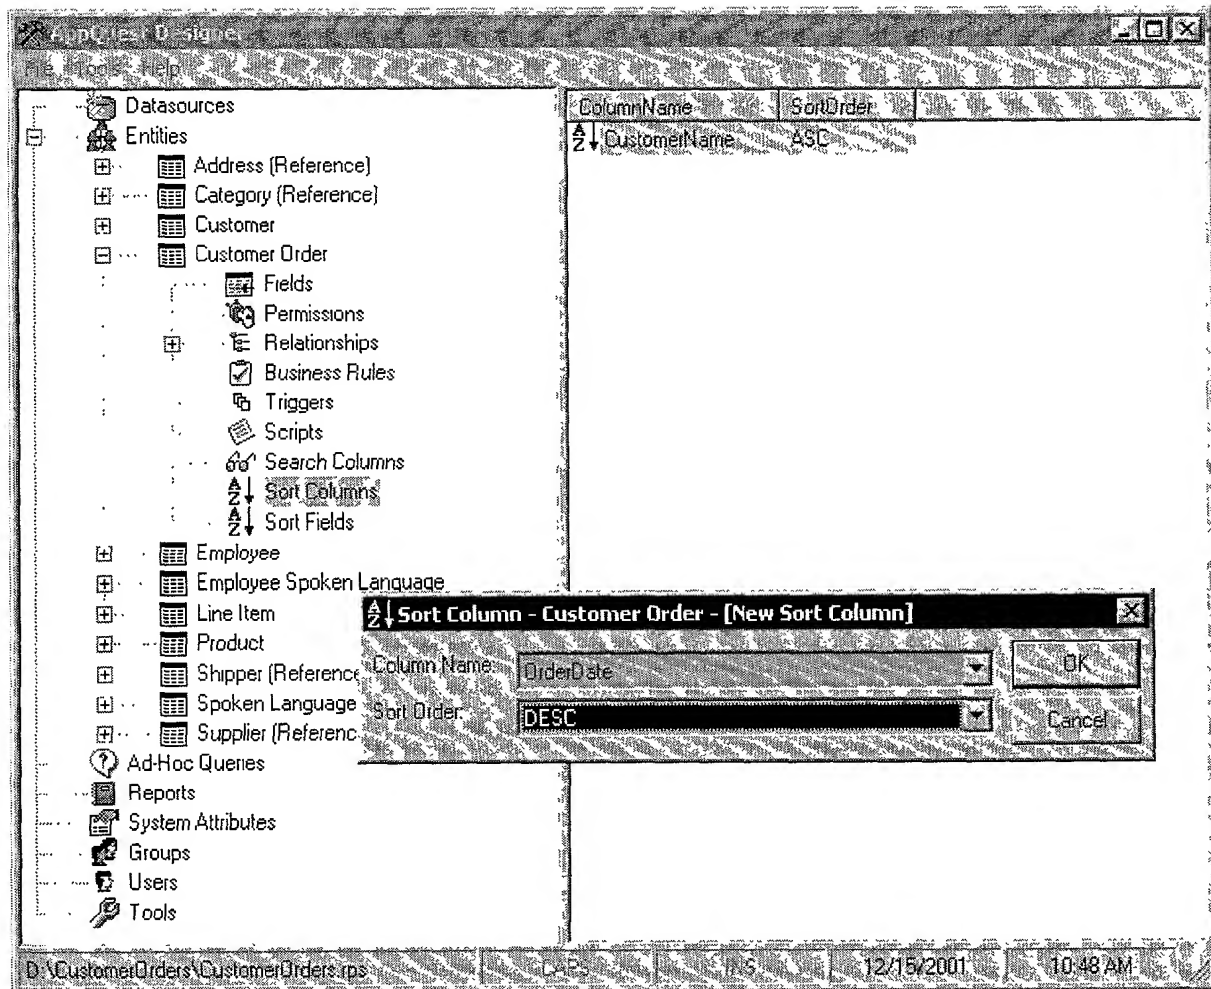 AppQuest Designer
File Tools Help
Datasources
Entities
Address (Reference)
Category (Reference)
Customer
Customer Order
Fields
Permissions
Relationships
Business Rules
Triggers
Scripts
Search Columns
Sort Columns
Sort Fields
Employee
Employee Spoken Language
Line Item
Product
Shipper (Reference
Spoken Language
Supplier (Referenc
Ad-Hoc Queries
Reports
System Attributes
Groups
Users
Tools
ColumnName SortOrder
CustomerName ASC
Sort Column - Customer Order - [New Sort Column]
Column Name: OrderDate OK
Sort Order: DESC Cancel
D:\CustomerOrders\CustomerOrders.rps CAPS INS 12/15/2001 10:48 AM